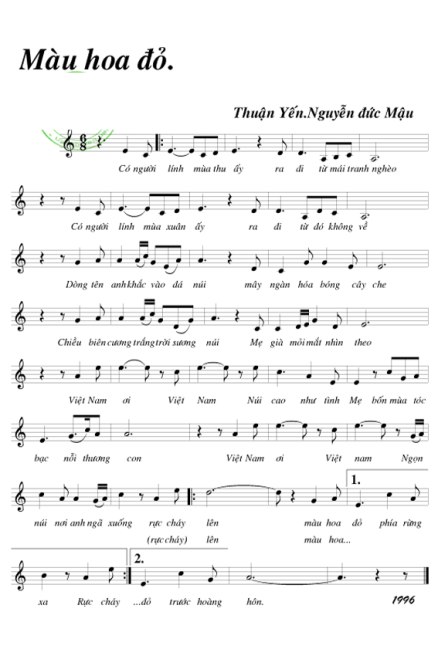 Màu hoa đỏ.
Thuận Yến.Nguyễn đức Mậu
6
8
Có người lính mùa thu ấy ra đi từ mái tranh nghèo
Có người lính mùa xuân ấy ra đi từ đó không về
Dòng tên anh khắc vào đá núi mây ngàn hóa bóng cây che
Chiều biên cương trắng trời sương núi Mẹ già mỏi mắt nhìn theo
Việt Nam ơi Việt Nam Núi cao như tình Mẹ bốn mùa tóc
bạc nỗi thương con Việt Nam ơi Việt nam Ngọn
1.
núi nơi anh ngã xuống rực cháy lên màu hoa đỏ phía rừng
(rực cháy) lên màu hoa...
2.
xa Rực cháy ...đỏ trước hoàng hôn.
1996